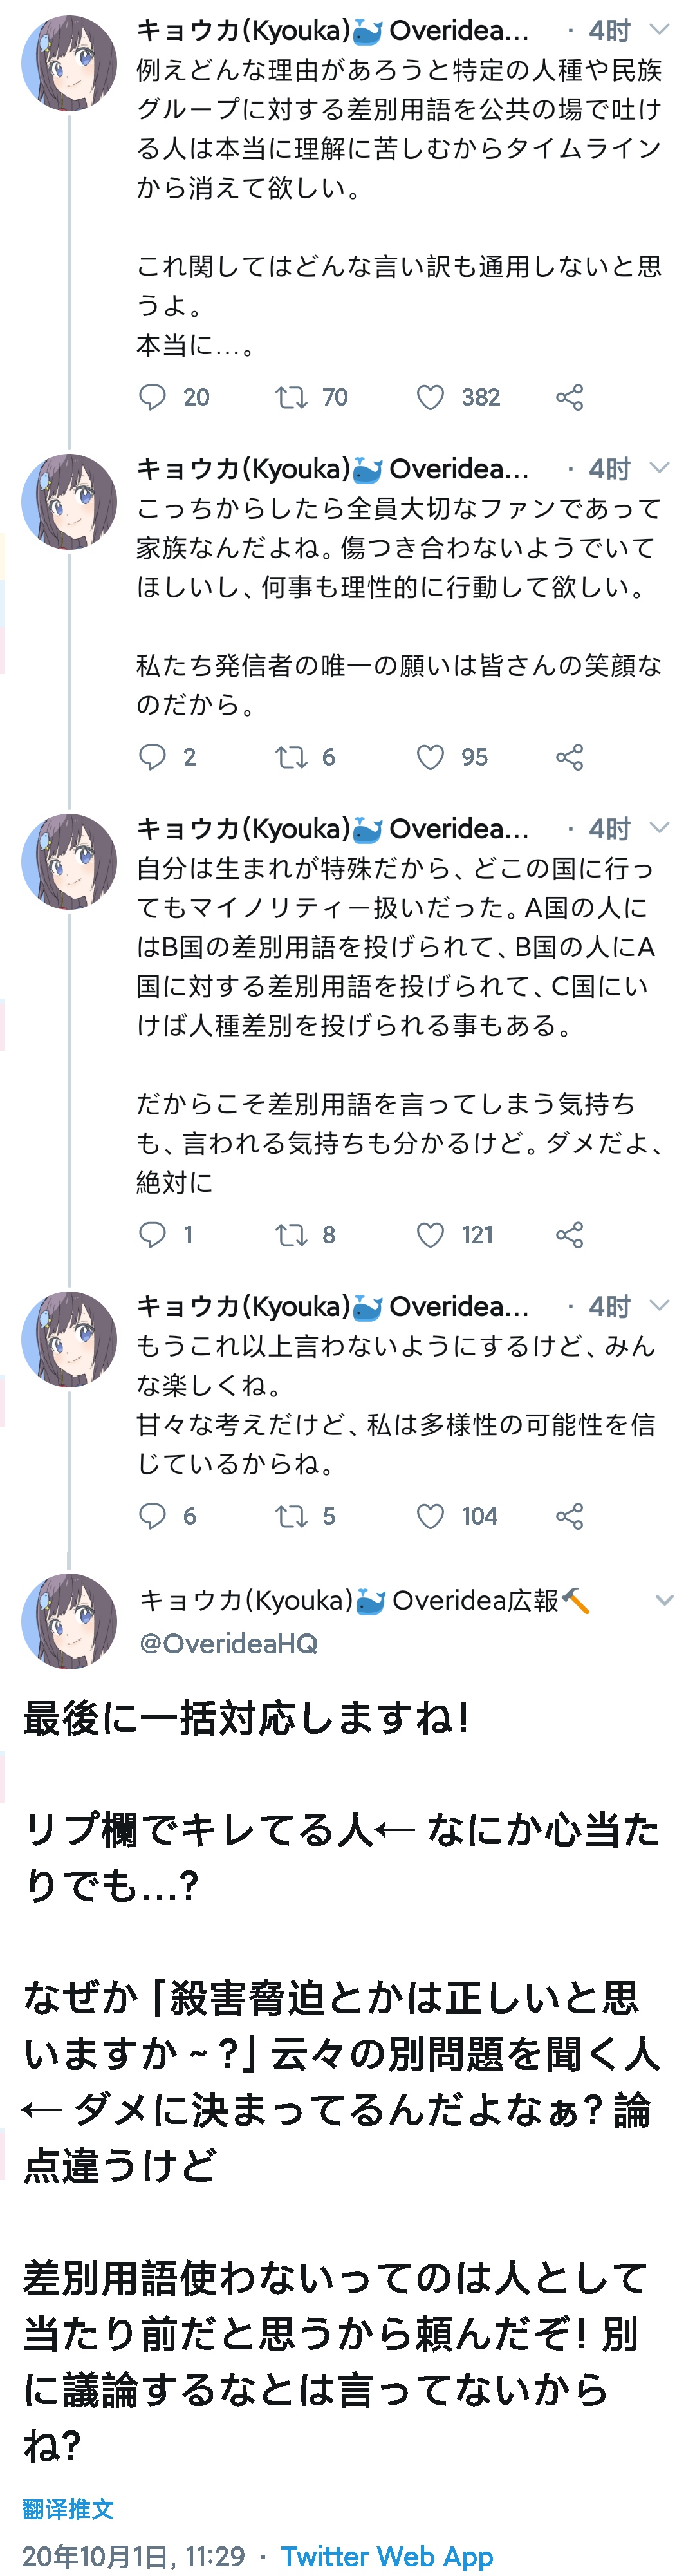 キョウカ(Kyouka)🐳 Overidea... · 4时
例えどんな理由があろうと特定の人種や民族
グループに対する差別用語を公共の場で吐け
る人は本当に理解に苦しむからタイムライン
から消えて欲しい。
これ関してはどんな言い訳も通用しないと思
うよ。
本当に...。
20 70 382
キョウカ(Kyouka)🐳 Overidea... · 4时
こっちからしたら全員大切なファンであって
家族なんだよね。傷つき合わないようでいて
ほしいし、何事も理性的に行動して欲しい。
私たち発信者の唯一の願いは皆さんの笑顔な
のだから。
2 6 95
キョウカ(Kyouka)🐳 Overidea... · 4时
自分は生まれが特殊だから、どこの国に行っ
てもマイノリティー扱いだった。A国の人に
はB国の差別用語を投げられて、B国の人にA
国に対する差別用語を投げられて、C国にい
けば人種差別を投げられる事もある。
だからこそ差別用語を言ってしまう気持ち
も、言われる気持ちも分かるけど。ダメだよ、
絶対に
1 8 121
キョウカ(Kyouka)🐳 Overidea... · 4时
もうこれ以上言わないようにするけど、みん
な楽しくね。
甘々な考えだけど、私は多様性の可能性を信
じているからね。
6 5 104
キョウカ(Kyouka)🐳 Overidea広報🔨
@OverideaHQ
最後に一括対応しますね！
リプ欄でキレてる人← なにか心当た
りでも...?
なぜか「殺害脅迫とかは正しいと思
いますか ~ ?」云々の別問題を聞く人
← ダメに決まってるんだよなぁ? 論
点違うけど
差別用語使わないってのは人として
当たり前だと思うから頼んだぞ！別
に議論するなとは言ってないから
ね?
翻译推文
20年10月1日, 11:29 · Twitter Web App